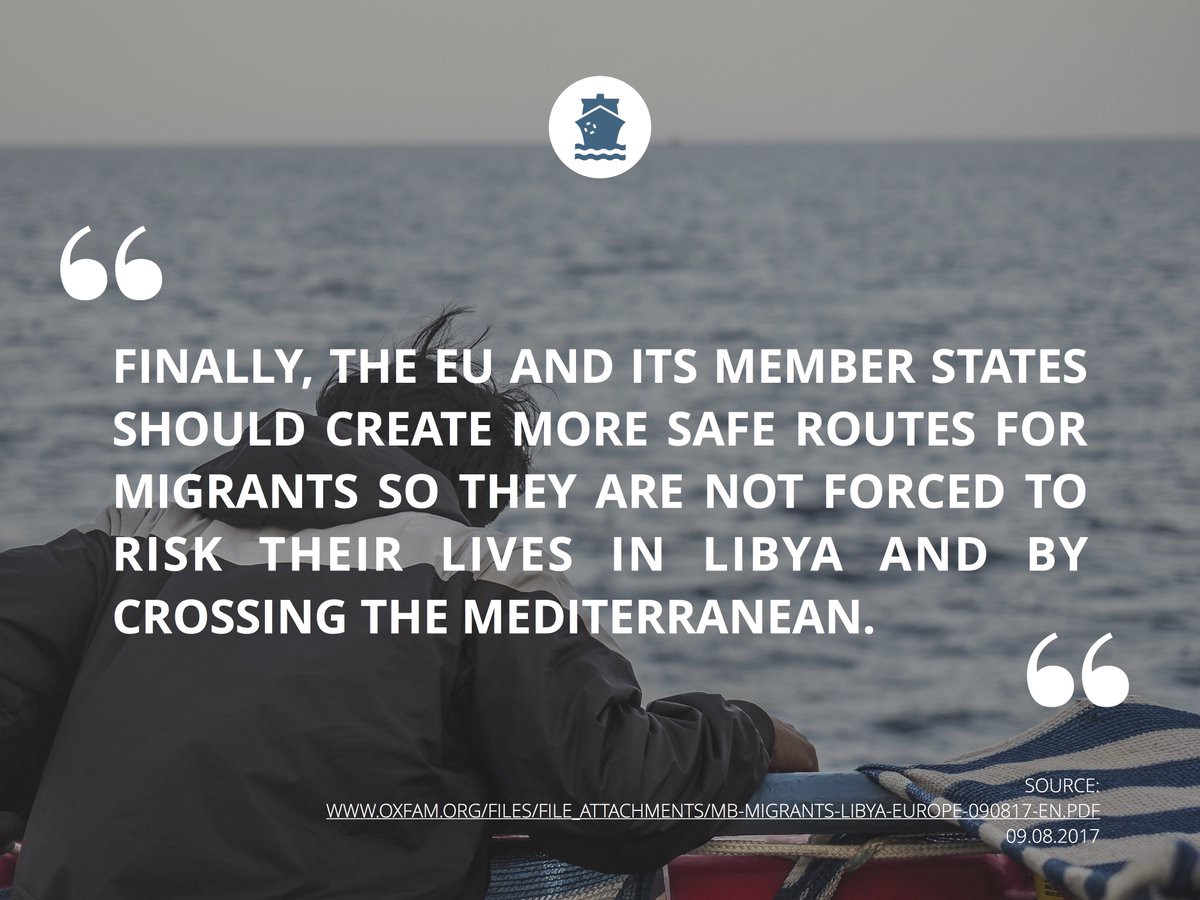 “
FINALLY, THE EU AND ITS MEMBER STATES
SHOULD CREATE MORE SAFE ROUTES FOR
MIGRANTS SO THEY ARE NOT FORCED TO
RISK THEIR LIVES IN LIBYA AND BY
CROSSING THE MEDITERRANEAN.
“
SOURCE:
WWW.OXFAM.ORG/FILES/FILE_ATTACHMENTS/MB-MIGRANTS-LIBYA-EUROPE-090817-EN.PDF
09.08.2017